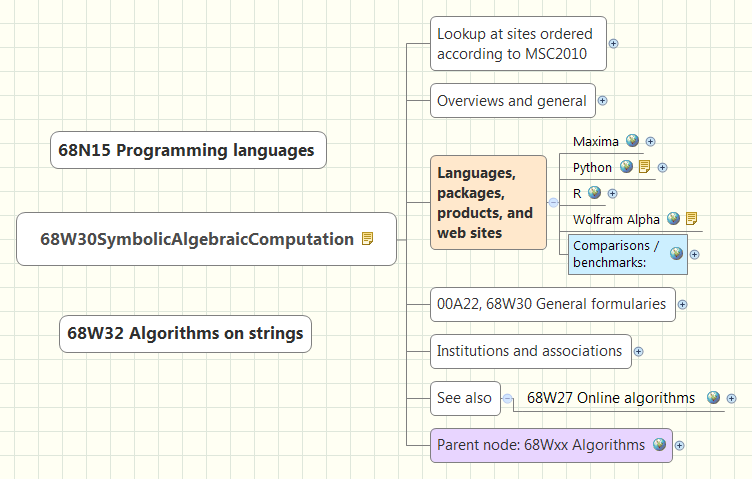 Lookup at sites ordered
according to MSC2010
Overviews and general
68N15 Programming languages
Languages,
packages,
products, and
web sites
Maxima
Python
R
Wolfram Alpha
Comparisons /
benchmarks:
68W30SymbolicAlgebraicComputation
00A22, 68W30 General formularies
68W32 Algorithms on strings
Institutions and associations
See also
68W27 Online algorithms
Parent node: 68Wxx Algorithms